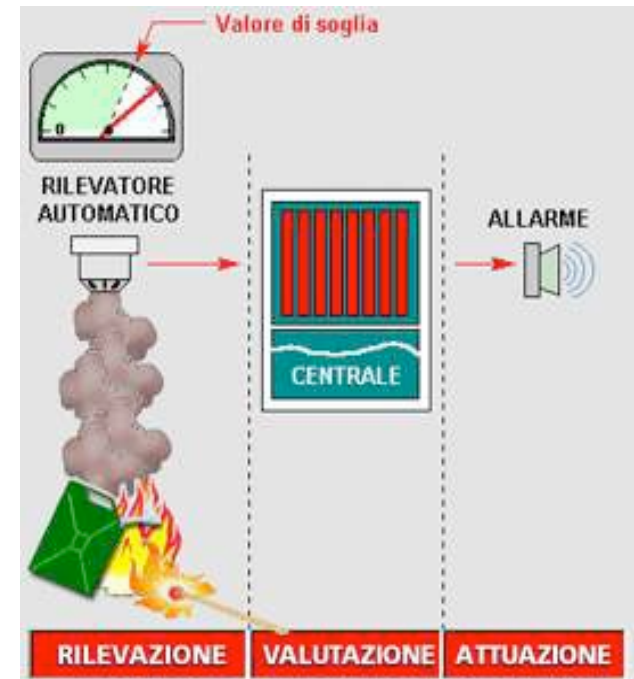 Valore di soglia
0
RILEVATORE
AUTOMATICO
ALLARME
CENTRALE
RILEVAZIONE
VALUTAZIONE
ATTUAZIONE